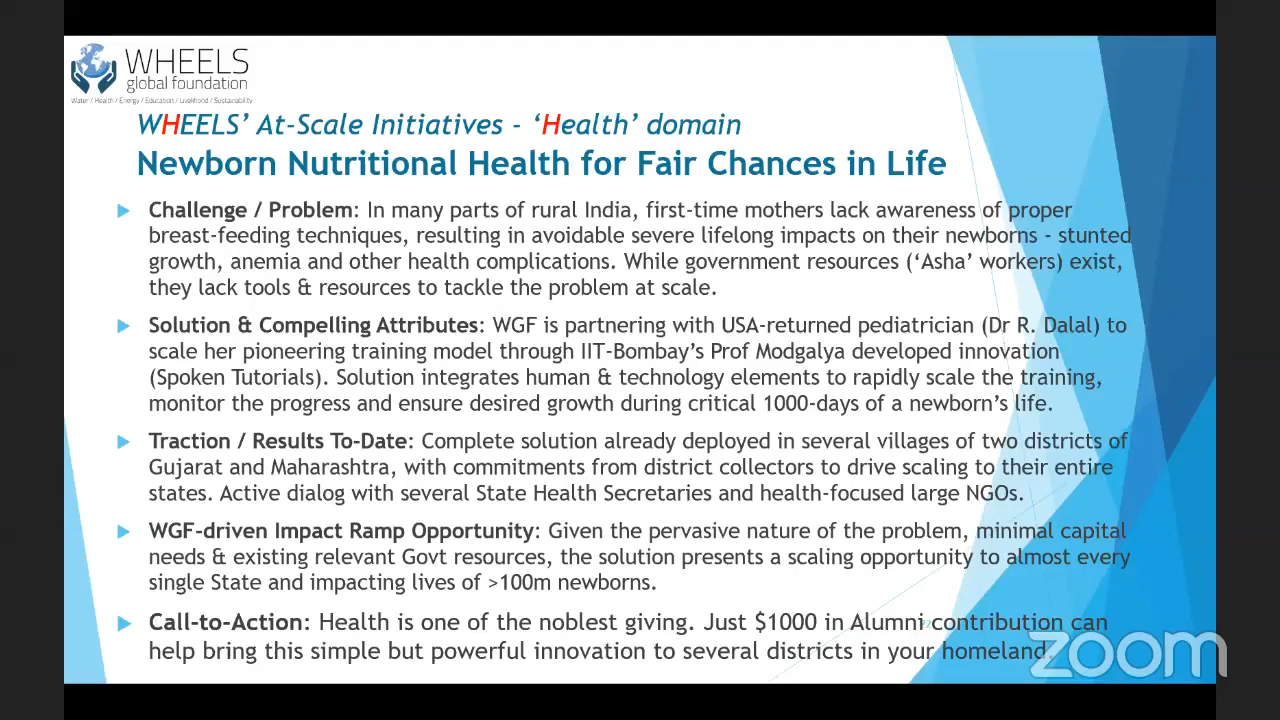 WHEELS
global foundation
Water / Health / Energy / Education / Livelihood / Sustainability
WHEELS’ At-Scale Initiatives - ‘Health’ domain
Newborn Nutritional Health for Fair Chances in Life
Challenge / Problem: In many parts of rural India, first-time mothers lack awareness of proper
breast-feeding techniques, resulting in avoidable severe lifelong impacts on their newborns - stunted
growth, anemia and other health complications. While government resources (‘Asha’ workers) exist,
they lack tools & resources to tackle the problem at scale.
Solution & Compelling Attributes: WGF is partnering with USA-returned pediatrician (Dr R. Dalal) to
scale her pioneering training model through IIT-Bombay’s Prof Modgalya developed innovation
(Spoken Tutorials). Solution integrates human & technology elements to rapidly scale the training,
monitor the progress and ensure desired growth during critical 1000-days of a newborn’s life.
Traction / Results To-Date: Complete solution already deployed in several villages of two districts of
Gujarat and Maharashtra, with commitments from district collectors to drive scaling to their entire
states. Active dialog with several State Health Secretaries and health-focused large NGOs.
WGF-driven Impact Ramp Opportunity: Given the pervasive nature of the problem, minimal capital
needs & existing relevant Govt resources, the solution presents a scaling opportunity to almost every
single State and impacting lives of >100m newborns.
Call-to-Action: Health is one of the noblest giving. Just $1000 in Alumni contribution can
help bring this simple but powerful innovation to several districts in your homeland.
zoom